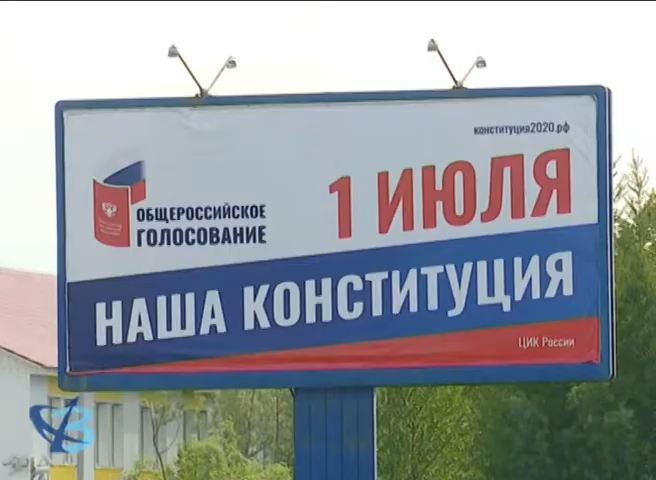 конституция2020.рф
1 ИЮЛЯ
ОБЩЕРОССИЙСКОЕ
ГОЛОСОВАНИЕ
НАША КОНСТИТУЦИЯ
ЦИК России